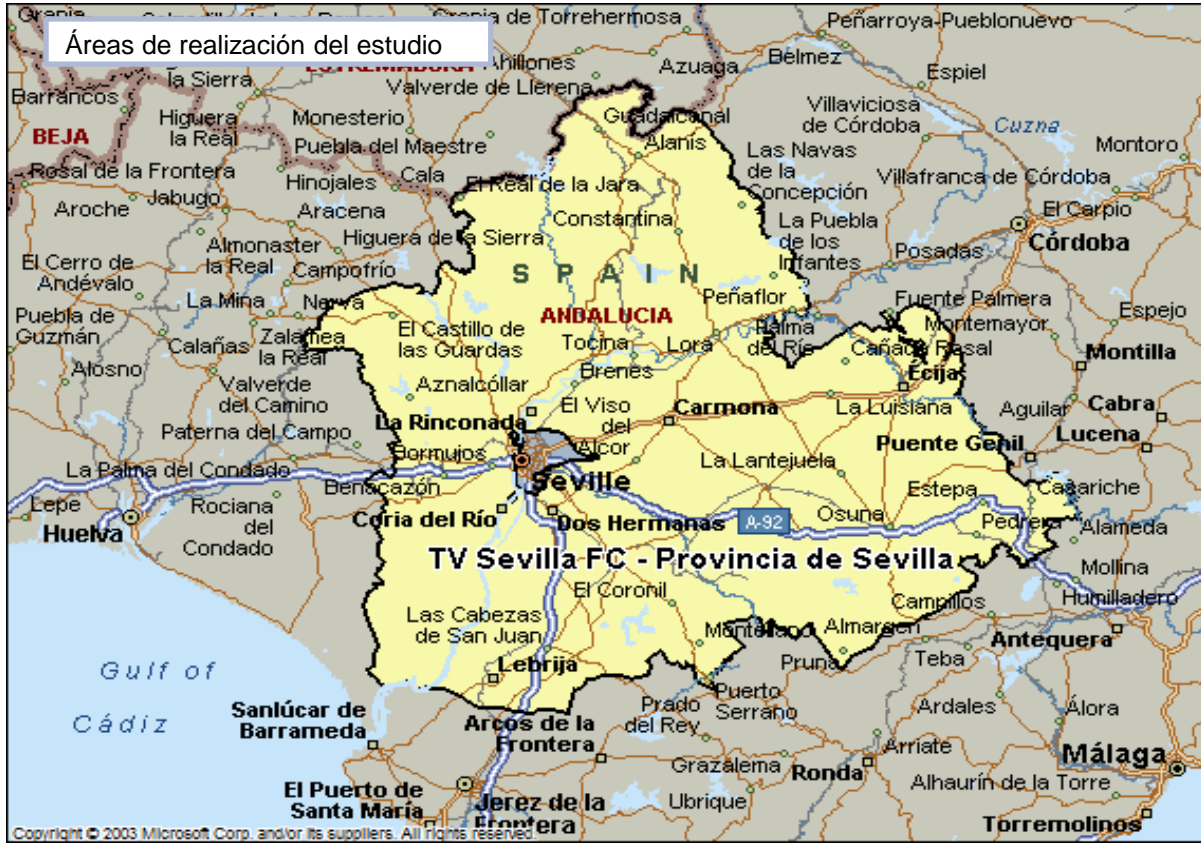 Áreas de realización del estudio
Granja de Torrehermosa
Peñarroya-Pueblonuevo
Ahillones
Azuaga
Bélmez
Espiel
la Sierra
Valverde de Llerena
Barrancos
Higuera
la Real
Monesterio
Guadalcanal
Villaviciosa
de Córdoba
Cuzna
BEJA
Puebla del Maestre
Alanís
Montoro
Las Navas
de la
Concepción
Rosal de la Frontera
Hinojales
Cala
El Real de la Jara
Villafranca de Córdoba
Aroche
Jabugo
Aracena
Constantina
La Puebla
de los
Infantes
El Carpio
Córdoba
Almonaster
la Real
Higuera de la Sierra
Posadas
El Cerro de
Andévalo
Campofrío
SPAIN
La Mina
Nerva
Peñaflor
Fuente Palmera
Espejo
Puebla de
Guzmán
ANDALUCIA
Montemayor
Calañas
Zalamea
la Real
El Castillo de
las Guardas
Tocina
Lora
Palma
del Río
Cañada Rosal
Montilla
Alosno
Brenes
Ecija
Valverde
del Camino
Aznalcóllar
La Luisiana
Aguilar
Cabra
La Rinconada
El Viso
del
Alcor
Carmona
Paterna del Campo
Puente Genil
Lucena
La Palma del Condado
Bormujos
La Lantejuela
Benacazón
Seville
Estepa
Casariche
Lepe
Rociana
del
Condado
Huelva
Coria del Río
Dos Hermanas
A-92
Osuna
Pedrera
Alameda
TV Sevilla FC - Provincia de Sevilla
Mollina
El Coronil
Humilladero
Campillos
Las Cabezas
de San Juan
Montellano
Almargen
Antequera
Gulf of
Cádiz
Lebrija
Pruna
Teba
Sanlúcar de
Barrameda
Arcos de la
Frontera
Prado
del Rey
Puerto
Serrano
Ardales
Álora
Arriate
Málaga
Grazalema
Ronda
El Puerto de
Santa María
Jerez de la
Frontera
Ubrique
Alhaurín de la Torre
Torremolinos
Copyright © 2003 Microsoft Corp. and/or its suppliers. All rights reserved.